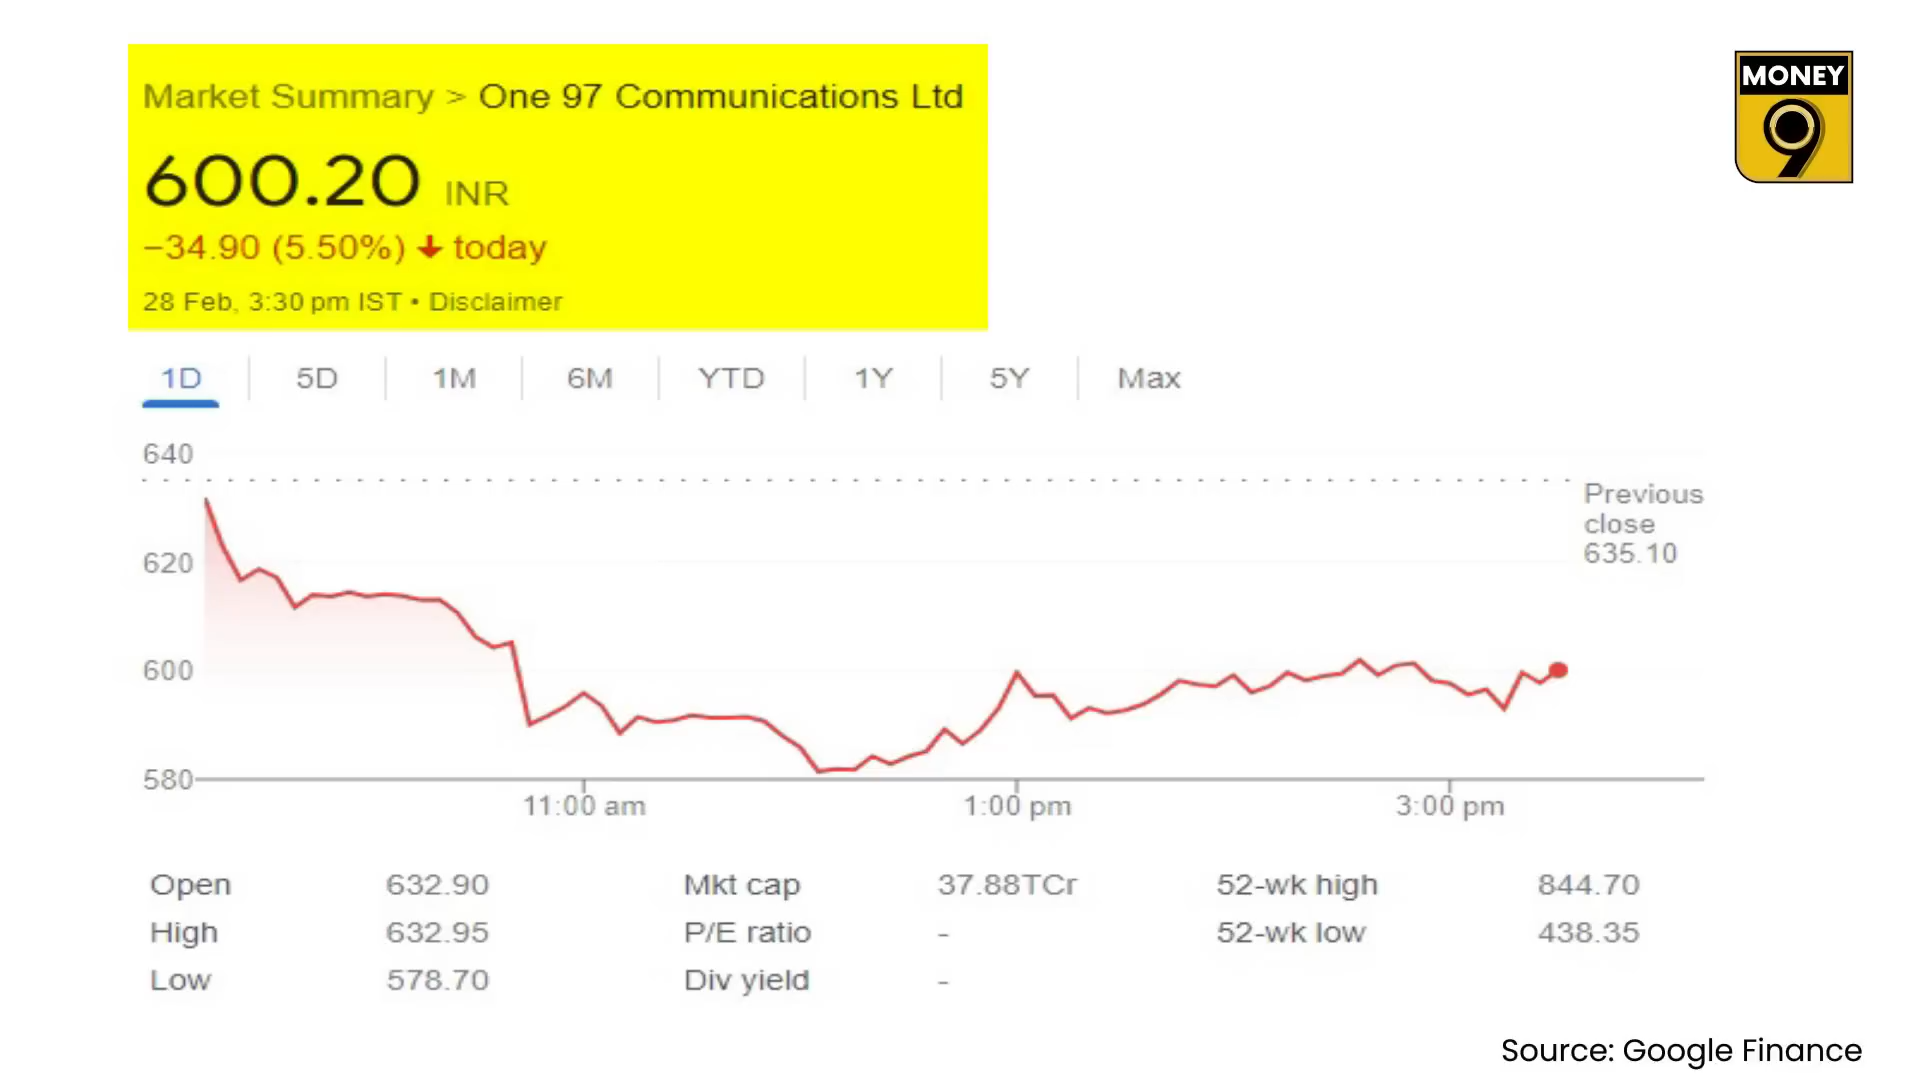 Market Summary > One 97 Communications Ltd
MONEY
9
600.20 INR
−34.90 (5.50%) ↓ today
28 Feb, 3:30 pm IST • Disclaimer
1D 5D 1M 6M YTD 1Y 5Y Max
640
Previous
close
635.10
620
600
580
11:00 am 1:00 pm 3:00 pm
Open 632.90 Mkt cap 37.88TCr 52-wk high 844.70
High 632.95 P/E ratio - 52-wk low 438.35
Low 578.70 Div yield -
Source: Google Finance